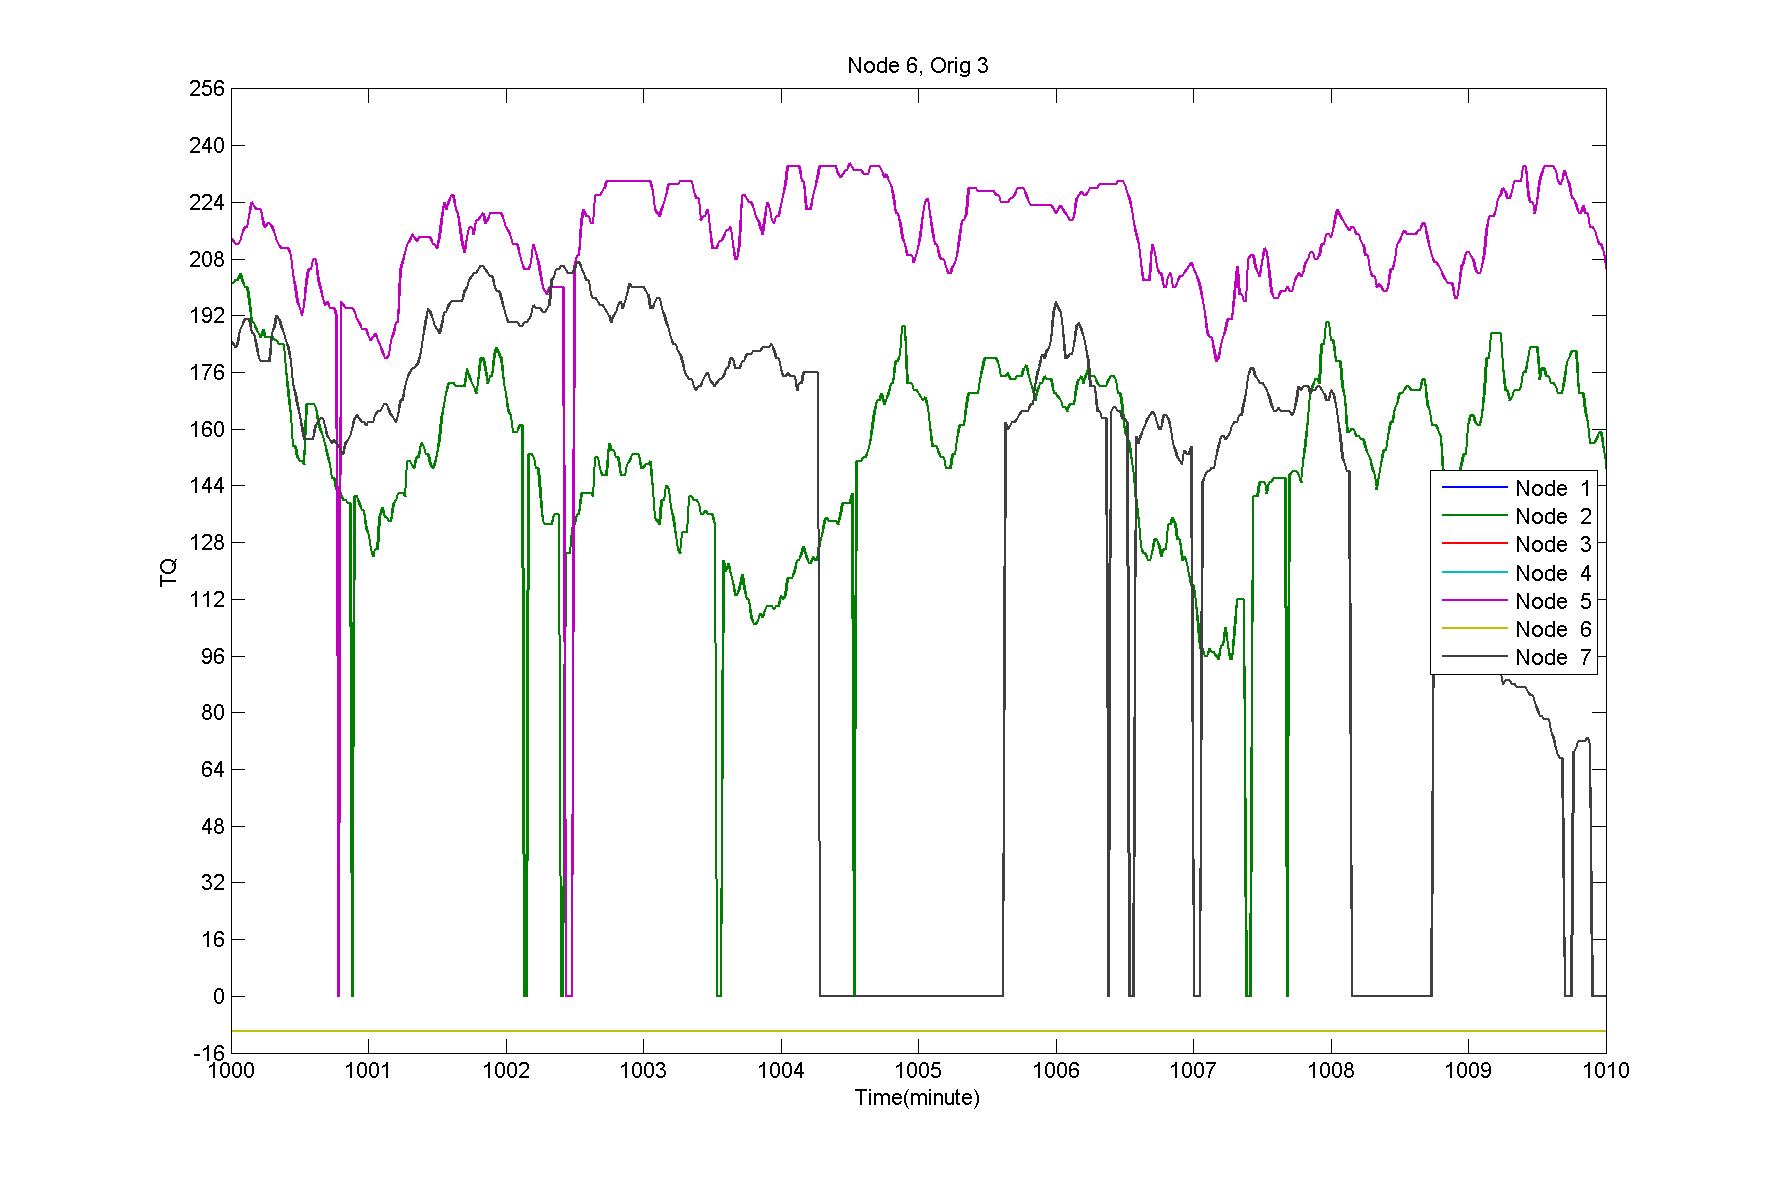 Node 6, Orig 3
256
240
224
208
192
176
160
144
128
112
96
80
64
48
32
16
0
-16
TQ
Node 1
Node 2
Node 3
Node 4
Node 5
Node 6
Node 7
1000 1001 1002 1003 1004 1005 1006 1007 1008 1009 1010
Time(minute)